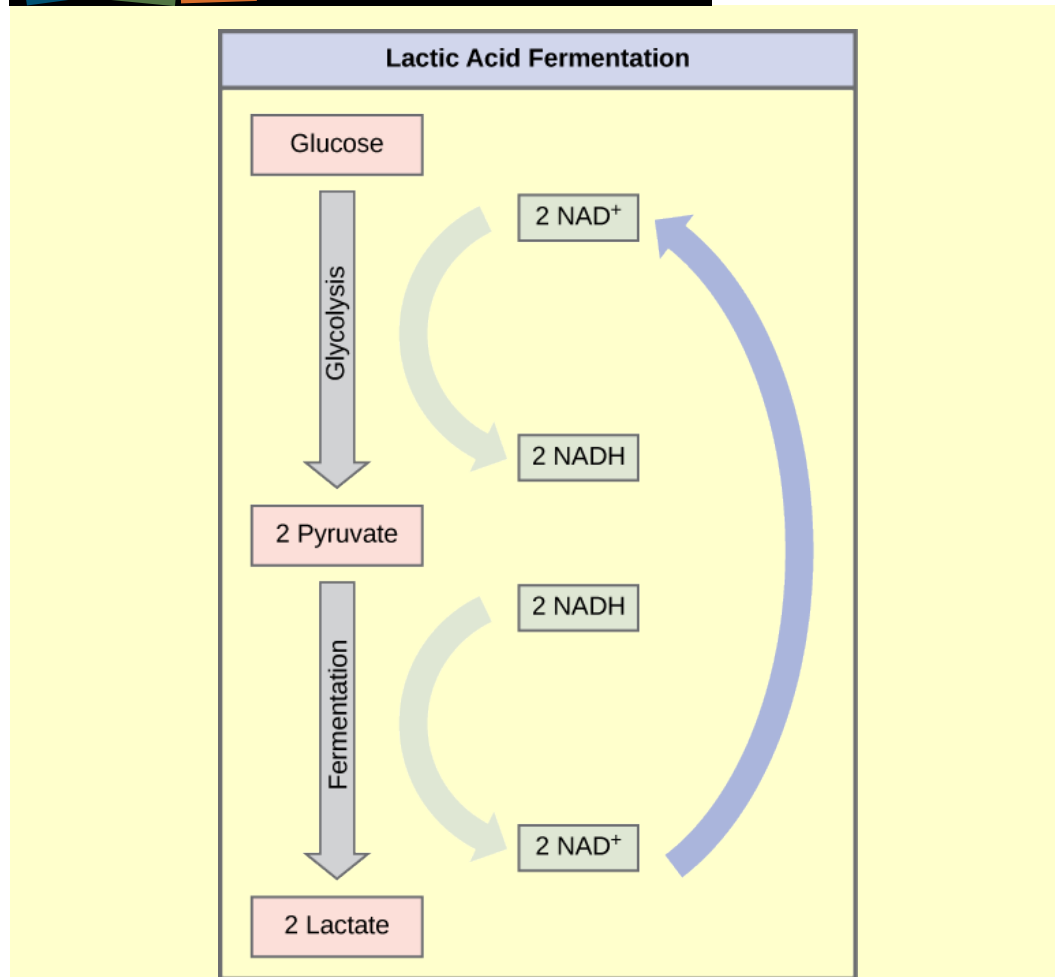 Lactic Acid Fermentation
Glucose
2 NAD⁺
Glycolysis
2 NADH
2 Pyruvate
2 NADH
Fermentation
2 NAD⁺
2 Lactate